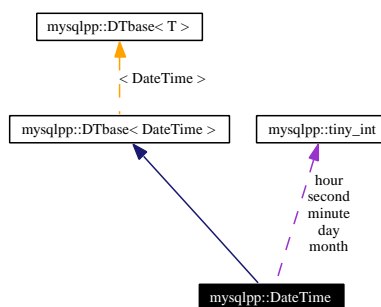 mysqlpp::DTbase< T >
< DateTime >
mysqlpp::DTbase< DateTime >
mysqlpp::tiny_int
hour
second
minute
day
month
mysqlpp::DateTime